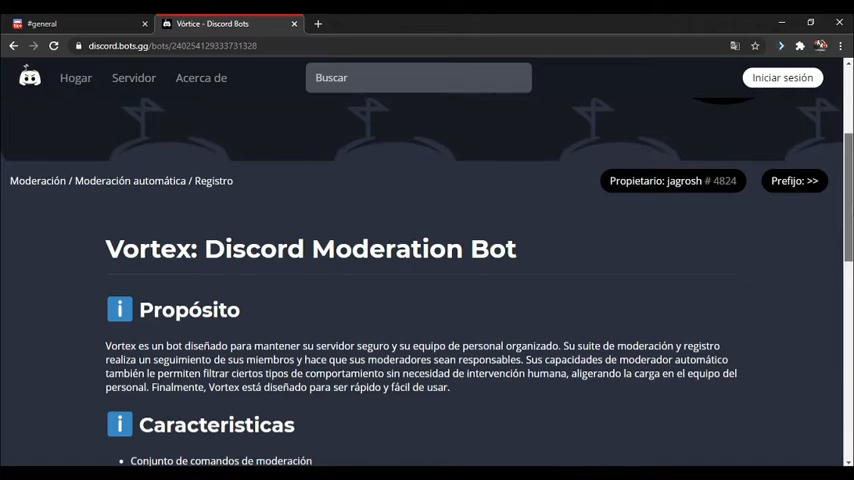 #general
Vórtice - Discord Bots
discord.bots.gg/bots/240254129333731328
Hogar Servidor Acerca de Buscar Iniciar sesión
Moderación / Moderación automática / Registro Propietario: jagrosh # 4824 Prefijo: >>
Vortex: Discord Moderation Bot
Propósito
Vortex es un bot diseñado para mantener su servidor seguro y su equipo de personal organizado. Su suite de moderación y registro
realiza un seguimiento de sus miembros y hace que sus moderadores sean responsables. Sus capacidades de moderador automático
también le permiten filtrar ciertos tipos de comportamiento sin necesidad de intervención humana, aligerando la carga en el equipo del
personal. Finalmente, Vortex está diseñado para ser rápido y fácil de usar.
Caracteristicas
• Conjunto de comandos de moderación